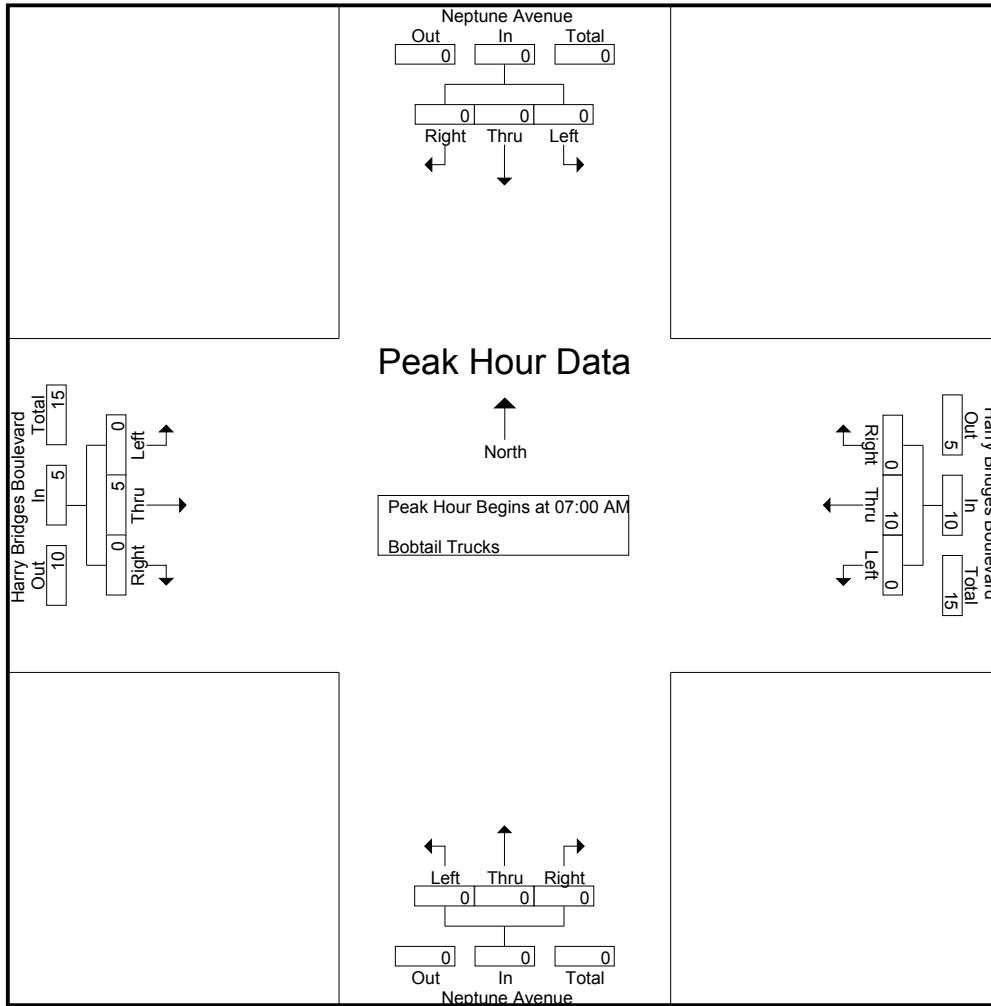 Neptune Avenue
Out In Total
0 0 0
0 0 0
Right Thru Left
Peak Hour Data
North
Peak Hour Begins at 07:00 AM
Bobtail Trucks
Harry Bridges Boulevard
Total In Out
15 5 10
0 5 0
Left Thru Right
Harry Bridges Boulevard
Out In Total
5 10 15
0 10 0
Right Thru Left
Left Thru Right
0 0 0
0 0 0
Out In Total
Neptune Avenue